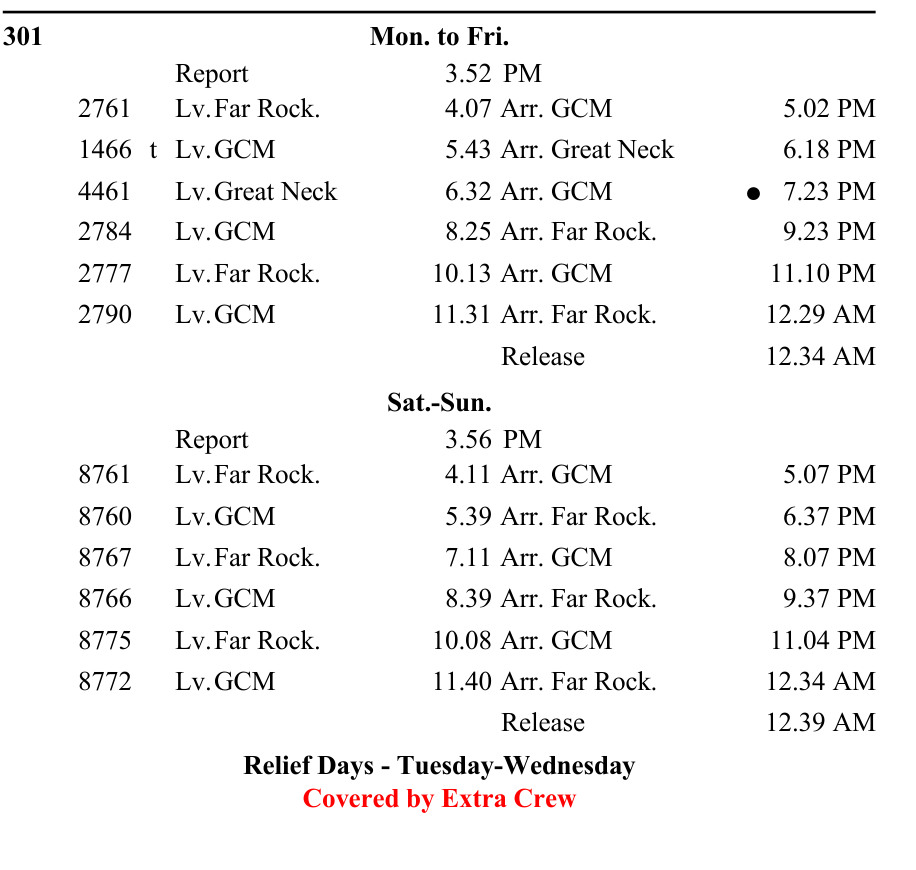 301 Mon. to Fri.
Report 3.52 PM
2761 Lv. Far Rock. 4.07 Arr. GCM 5.02 PM
1466 t Lv. GCM 5.43 Arr. Great Neck 6.18 PM
4461 Lv. Great Neck 6.32 Arr. GCM ● 7.23 PM
2784 Lv. GCM 8.25 Arr. Far Rock. 9.23 PM
2777 Lv. Far Rock. 10.13 Arr. GCM 11.10 PM
2790 Lv. GCM 11.31 Arr. Far Rock. 12.29 AM
Release 12.34 AM
Sat.-Sun.
Report 3.56 PM
8761 Lv. Far Rock. 4.11 Arr. GCM 5.07 PM
8760 Lv. GCM 5.39 Arr. Far Rock. 6.37 PM
8767 Lv. Far Rock. 7.11 Arr. GCM 8.07 PM
8766 Lv. GCM 8.39 Arr. Far Rock. 9.37 PM
8775 Lv. Far Rock. 10.08 Arr. GCM 11.04 PM
8772 Lv. GCM 11.40 Arr. Far Rock. 12.34 AM
Release 12.39 AM
Relief Days - Tuesday-Wednesday
Covered by Extra Crew